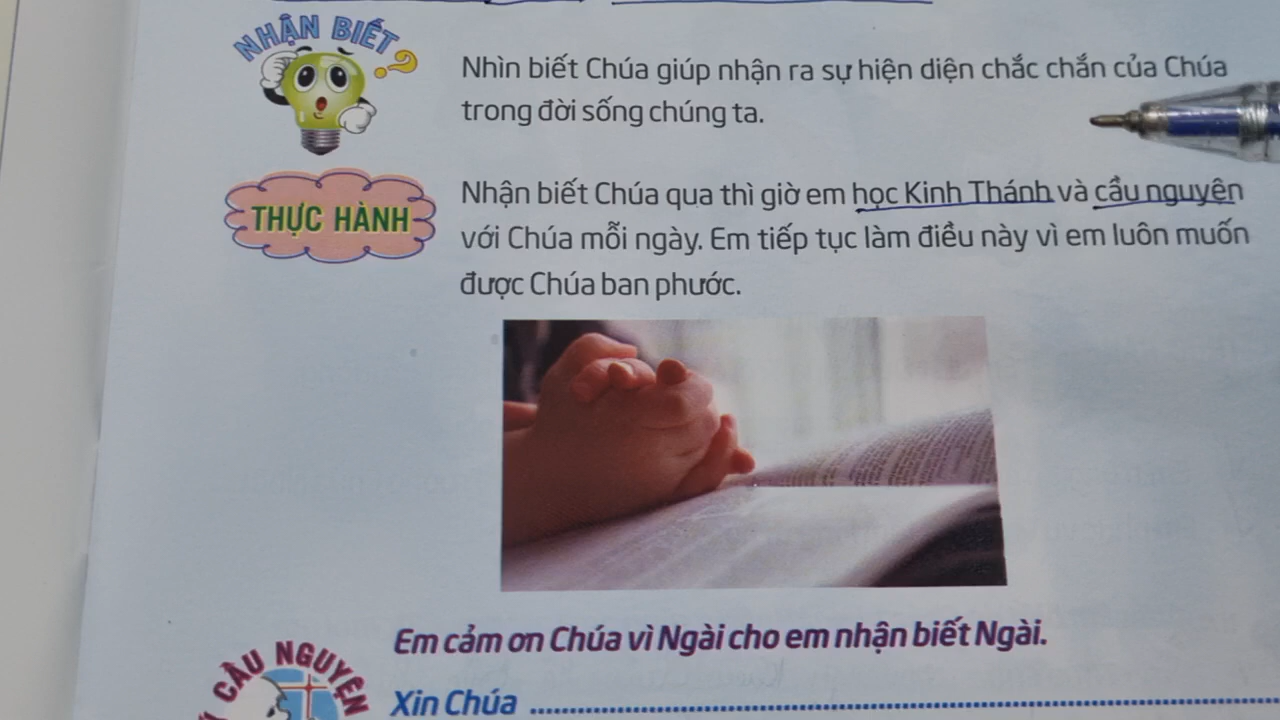 NHẬN BIẾT?
Nhìn biết Chúa giúp nhận ra sự hiện diện chắc chắn của Chúa
trong đời sống chúng ta.
THỰC HÀNH
Nhận biết Chúa qua thì giờ em học Kinh Thánh và cầu nguyện
với Chúa mỗi ngày. Em tiếp tục làm điều này vì em luôn muốn
được Chúa ban phước.
CẦU NGUYỆN
Em cảm ơn Chúa vì Ngài cho em nhận biết Ngài.
Xin Chúa ................................................................